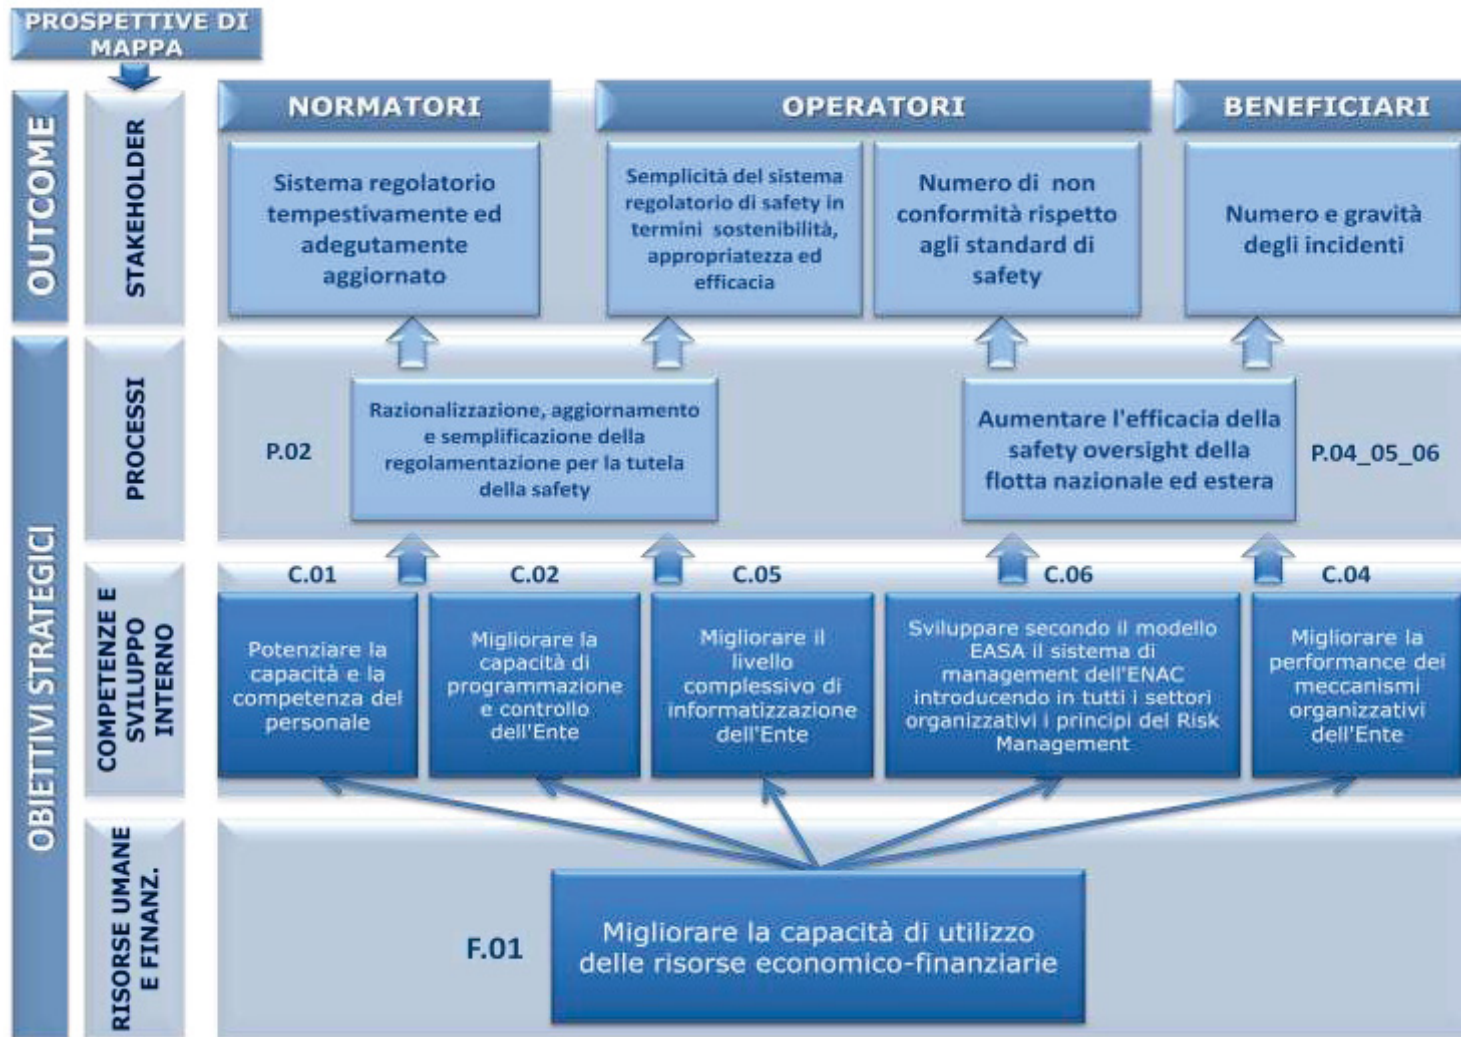 PROSPETTIVE DI
MAPPA
OUTCOME
STAKEHOLDER
NORMATORI
OPERATORI
BENEFICIARI
Sistema regolatorio
tempestivamente ed
adegutamente
aggiornato
Semplicità del sistema
regolatorio di safety in
termini sostenibilità,
appropriatezza ed
efficacia
Numero di non
conformità rispetto
agli standard di
safety
Numero e gravità
degli incidenti
OBIETTIVI STRATEGICI
PROCESSI
P.02
Razionalizzazione, aggiornamento
e semplificazione della
regolamentazione per la tutela
della safety
Aumentare l'efficacia della
safety oversight della
flotta nazionale ed estera
P.04_05_06
COMPETENZE E
SVILUPPO
INTERNO
C.01
C.02
C.05
C.06
C.04
Potenziare la
capacità e la
competenza del
personale
Migliorare la
capacità di
programmazione
e controllo
dell'Ente
Migliorare il
livello
complessivo di
informatizzazione
dell'Ente
Sviluppare secondo il modello
EASA il sistema di
management dell'ENAC
introducendo in tutti i settori
organizzativi i principi del Risk
Management
Migliorare la
performance dei
meccanismi
organizzativi
dell'Ente
RISORSE UMANE
E FINANZ.
F.01
Migliorare la capacità di utilizzo
delle risorse economico-finanziarie